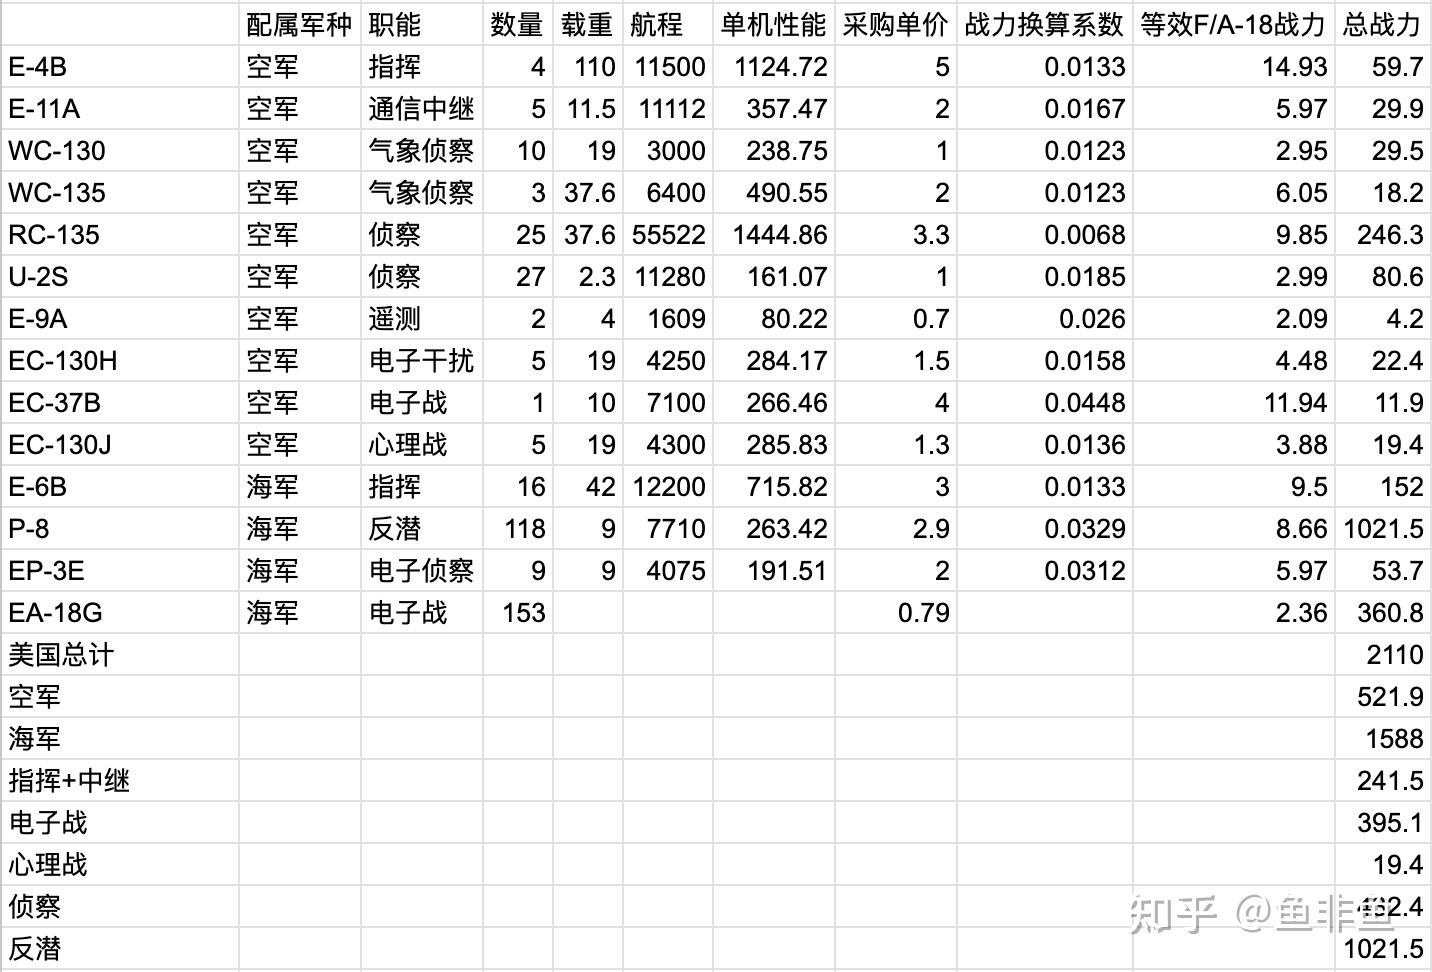 配属军种 职能 数量 载重 航程 单机性能 采购单价 战力换算系数 等效F/A-18战力 总战力
E-4B 空军 指挥 4 110 11500 1124.72 5 0.0133 14.93 59.7
E-11A 空军 通信中继 5 11.5 11112 357.47 2 0.0167 5.97 29.9
WC-130 空军 气象侦察 10 19 3000 238.75 1 0.0123 2.95 29.5
WC-135 空军 气象侦察 3 37.6 6400 490.55 2 0.0123 6.05 18.2
RC-135 空军 侦察 25 37.6 55522 1444.86 3.3 0.0068 9.85 246.3
U-2S 空军 侦察 27 2.3 11280 161.07 1 0.0185 2.99 80.6
E-9A 空军 遥测 2 4 1609 80.22 0.7 0.026 2.09 4.2
EC-130H 空军 电子干扰 5 19 4250 284.17 1.5 0.0158 4.48 22.4
EC-37B 空军 电子战 1 10 7100 266.46 4 0.0448 11.94 11.9
EC-130J 空军 心理战 5 19 4300 285.83 1.3 0.0136 3.88 19.4
E-6B 海军 指挥 16 42 12200 715.82 3 0.0133 9.5 152
P-8 海军 反潜 118 9 7710 263.42 2.9 0.0329 8.66 1021.5
EP-3E 海军 电子侦察 9 9 4075 191.51 2 0.0312 5.97 53.7
EA-18G 海军 电子战 153 0.79 2.36 360.8
美国总计 2110
空军 521.9
海军 1588
指挥+中继 241.5
电子战 395.1
心理战 19.4
侦察 432.4
知乎 @鱼非鱼
反潜 1021.5